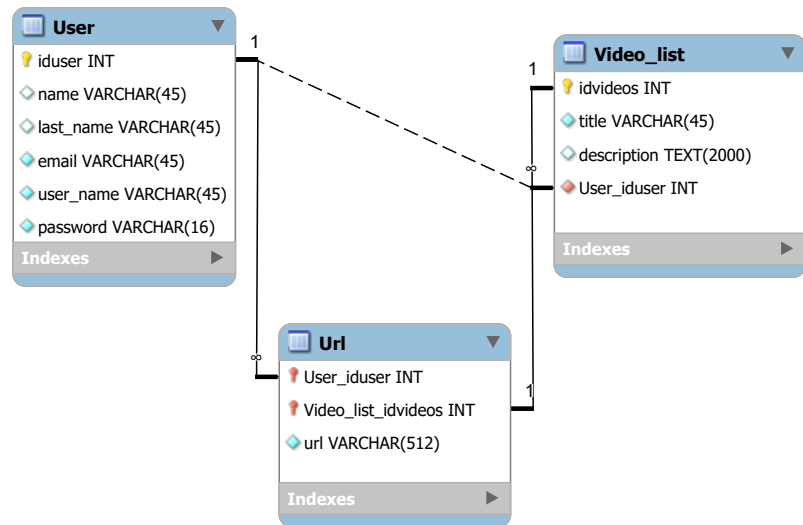 User
iduser INT
name VARCHAR(45)
last_name VARCHAR(45)
email VARCHAR(45)
user_name VARCHAR(45)
password VARCHAR(16)
Indexes
1
∞
Video_list
idvideos INT
title VARCHAR(45)
description TEXT(2000)
User_iduser INT
Indexes
1
∞
Url
User_iduser INT
Video_list_idvideos INT
url VARCHAR(512)
Indexes
1